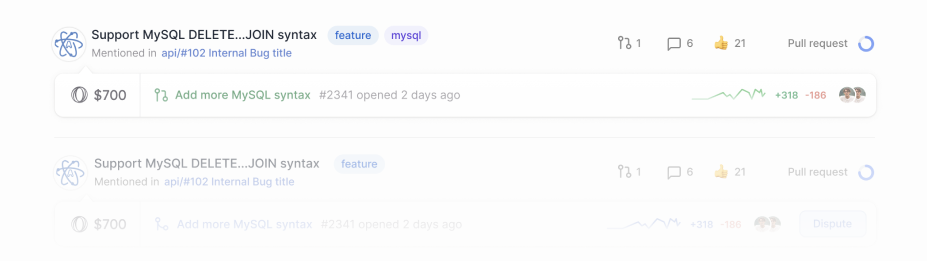 Support MySQL DELETE...JOIN syntax feature mysql 1 6 21 Pull request
Mentioned in api/#102 Internal Bug title
$700 Add more MySQL syntax #2341 opened 2 days ago +318 -186
Support MySQL DELETE...JOIN syntax feature 1 6 21 Pull request
Mentioned in api/#102 Internal Bug title
$700 Add more MySQL syntax #2341 opened 2 days ago +318 -186 Dispute